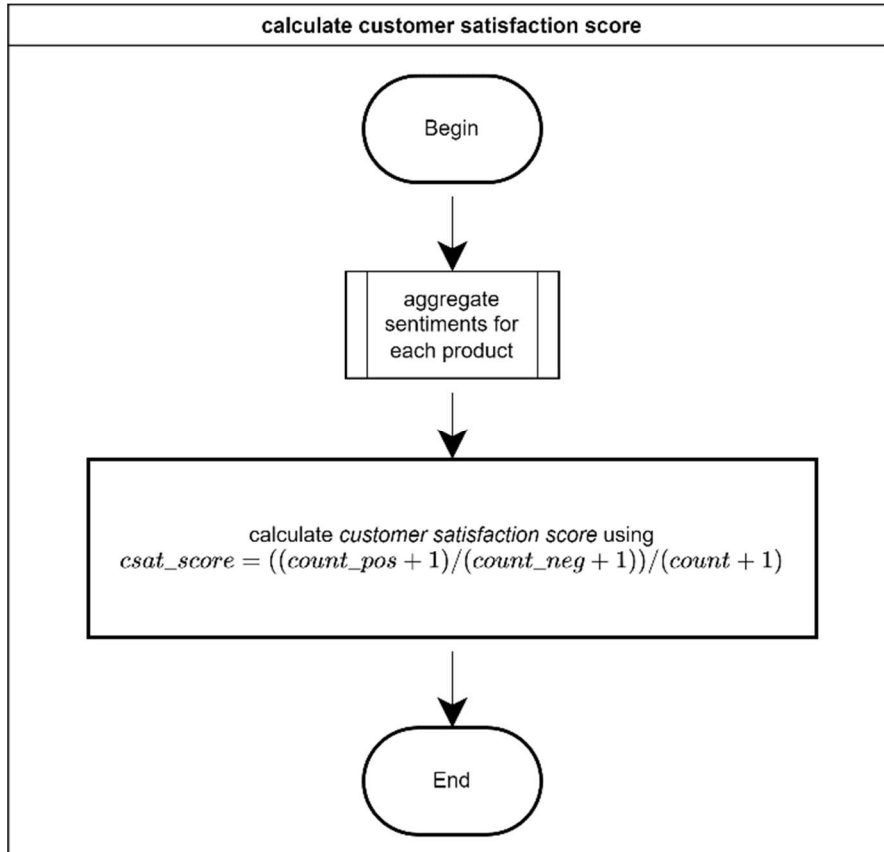 calculate customer satisfaction score
Begin
aggregate
sentiments for
each product
calculate customer satisfaction score using
csat_score = ((count_pos + 1)/(count_neg + 1))/(count + 1)
End